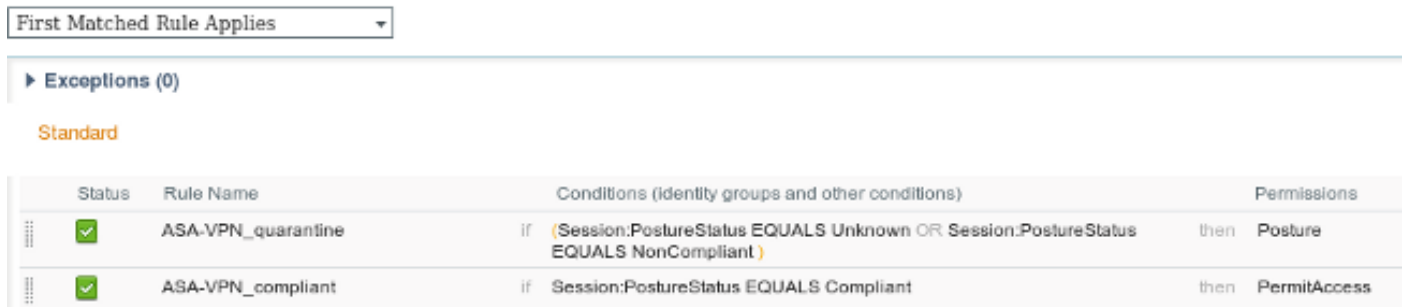 First Matched Rule Applies
Exceptions (0)
Standard
Status Rule Name Conditions (identity groups and other conditions) Permissions
ASA-VPN_quarantine if (Session:PostureStatus EQUALS Unknown OR Session:PostureStatus then Posture
EQUALS NonCompliant )
ASA-VPN_compliant if Session:PostureStatus EQUALS Compliant then PermitAccess